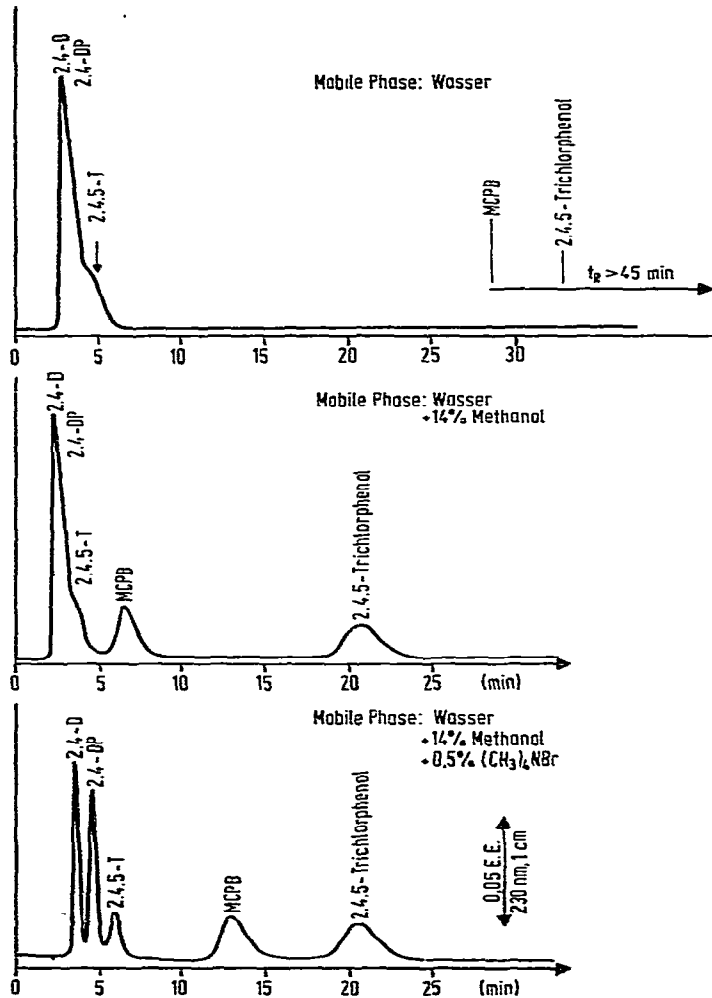 2.4-D
2.4-DP
2.4.5-T
Mobile Phase: Wasser
MCPB
2.4.5-Trichlorphenol
tR >45 min
0 5 10 15 20 25 30
2.4-D
2.4-DP
2.4.5-T
MCPB
2.4.5-Trichlorphenol
Mobile Phase: Wasser
+14% Methanol
0 5 10 15 20 25 (min)
2.4-D
2.4-DP
2.4.5-T
MCPB
2.4.5-Trichlorphenol
Mobile Phase: Wasser
+14% Methanol
+0,5% (CH3)4NBr
0,05 E.E.
230 nm, 1 cm
0 5 10 15 20 25 (min)